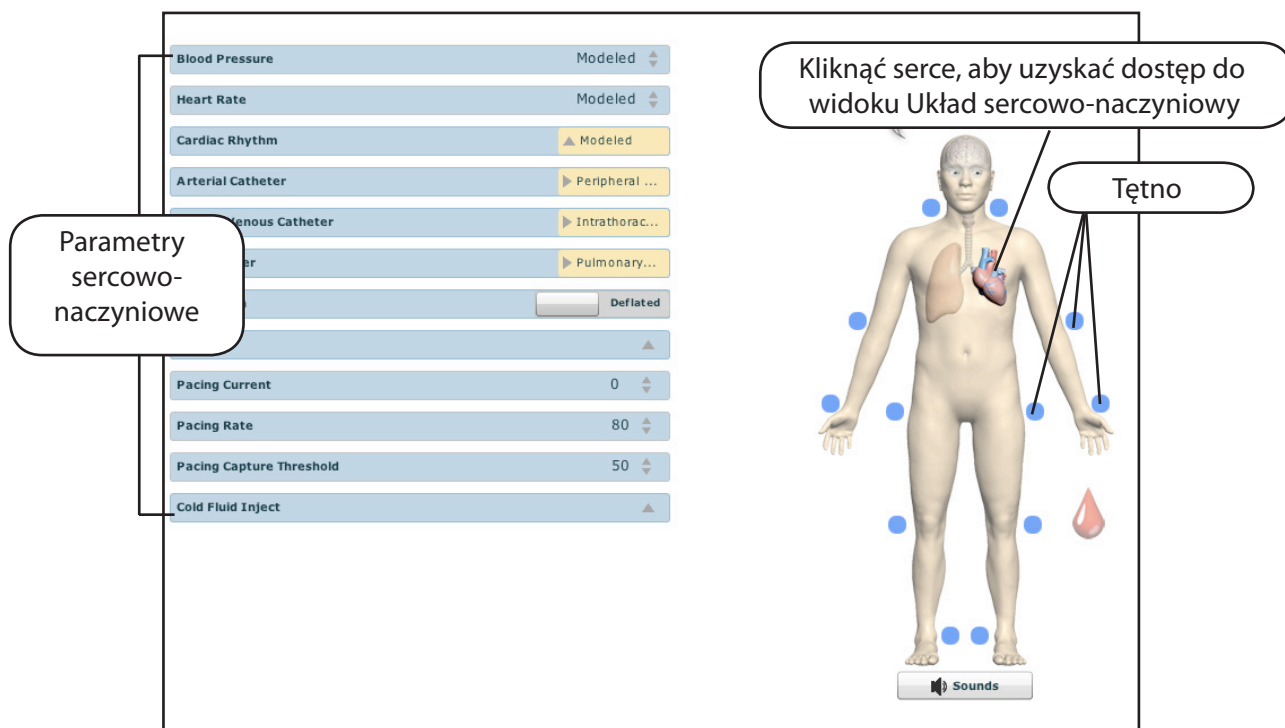 Blood Pressure Modeled
Heart Rate Modeled
Cardiac Rhythm Modeled
Arterial Catheter Peripheral ...
enous Catheter Intrathorac...
er Pulmonary...
Deflated
Pacing Current 0
Pacing Rate 80
Pacing Capture Threshold 50
Cold Fluid Inject
Parametry
sercowo-
naczyniowe
Kliknąć serce, aby uzyskać dostęp do
widoku Układ sercowo-naczyniowy
Tętno
Sounds